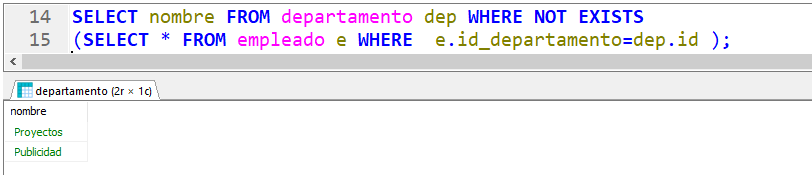 14 SELECT nombre FROM departamento dep WHERE NOT EXISTS
15 (SELECT * FROM empleado e WHERE  e.id_departamento=dep.id );
departamento (2r × 1c)
nombre
Proyectos
Publicidad